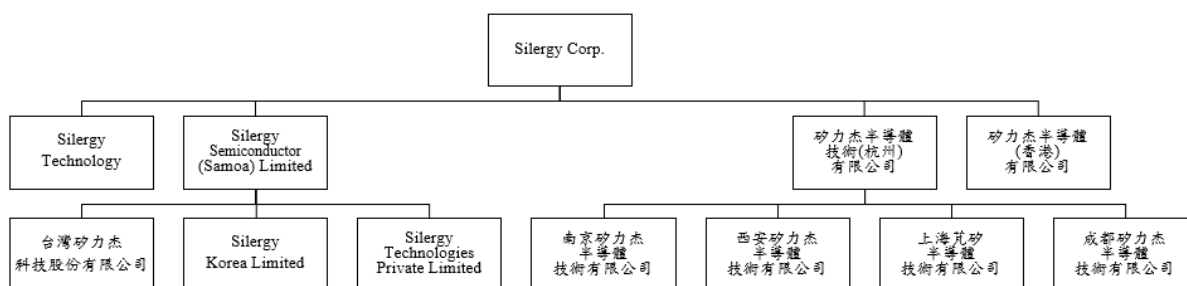 Silergy Corp.
Silergy
Technology
Silergy
Semiconductor
(Samoa) Limited
矽力杰半導體
技術(杭州)
有限公司
矽力杰半導體
(香港)
有限公司
台灣矽力杰
科技股份有限公司
Silergy
Korea Limited
Silergy
Technologies
Private Limited
南京矽力杰
半導體
技術有限公司
西安矽力杰
半導體
技術有限公司
上海芃矽
半導體
技術有限公司
成都矽力杰
半導體
技術有限公司